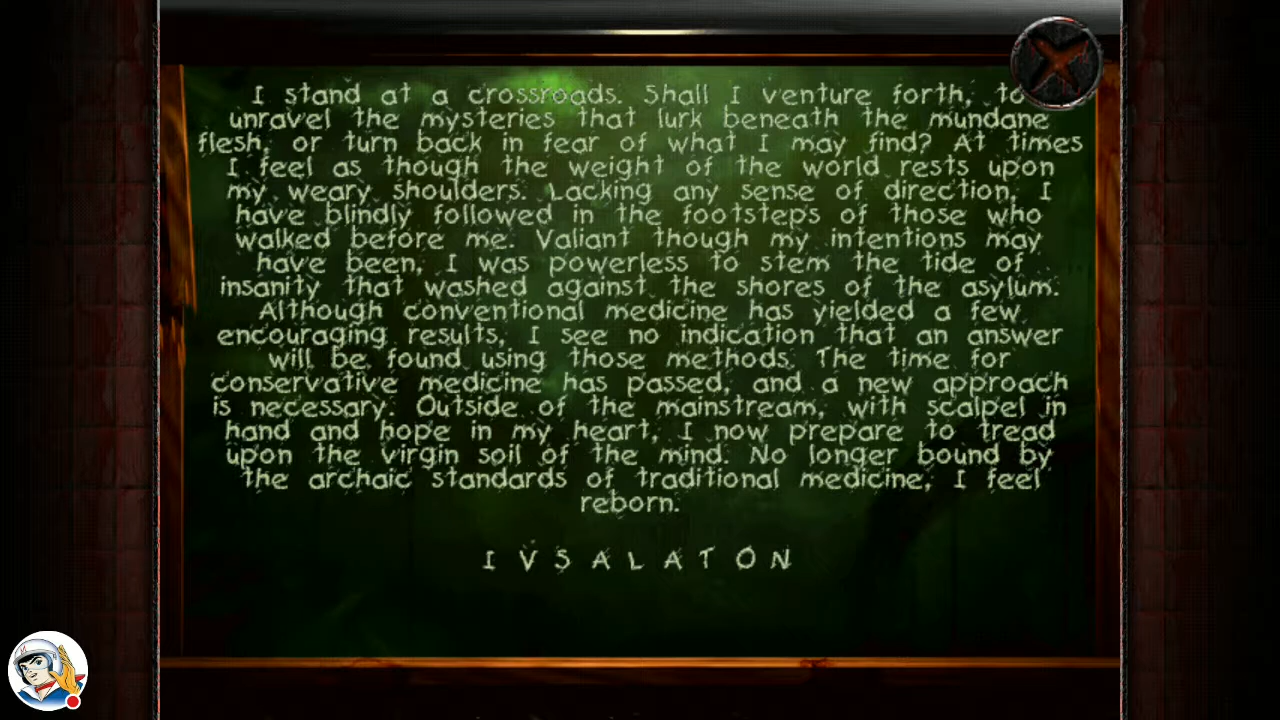 I stand at a crossroads. Shall I venture forth, to
unravel the mysteries that lurk beneath the mundane
flesh, or turn back in fear of what I may find? At times
I feel as though the weight of the world rests upon
my weary shoulders. Lacking any sense of direction, I
have blindly followed in the footsteps of those who
walked before me. Valiant though my intentions may
have been, I was powerless to stem the tide of
insanity that washed against the shores of the asylum.
Although conventional medicine has yielded a few
encouraging results, I see no indication that an answer
will be found using those methods. The time for
conservative medicine has passed, and a new approach
is necessary. Outside of the mainstream, with scalpel in
hand and hope in my heart, I now prepare to tread
upon the virgin soil of the mind. No longer bound by
the archaic standards of traditional medicine, I feel
reborn.
I V S A L A T O N